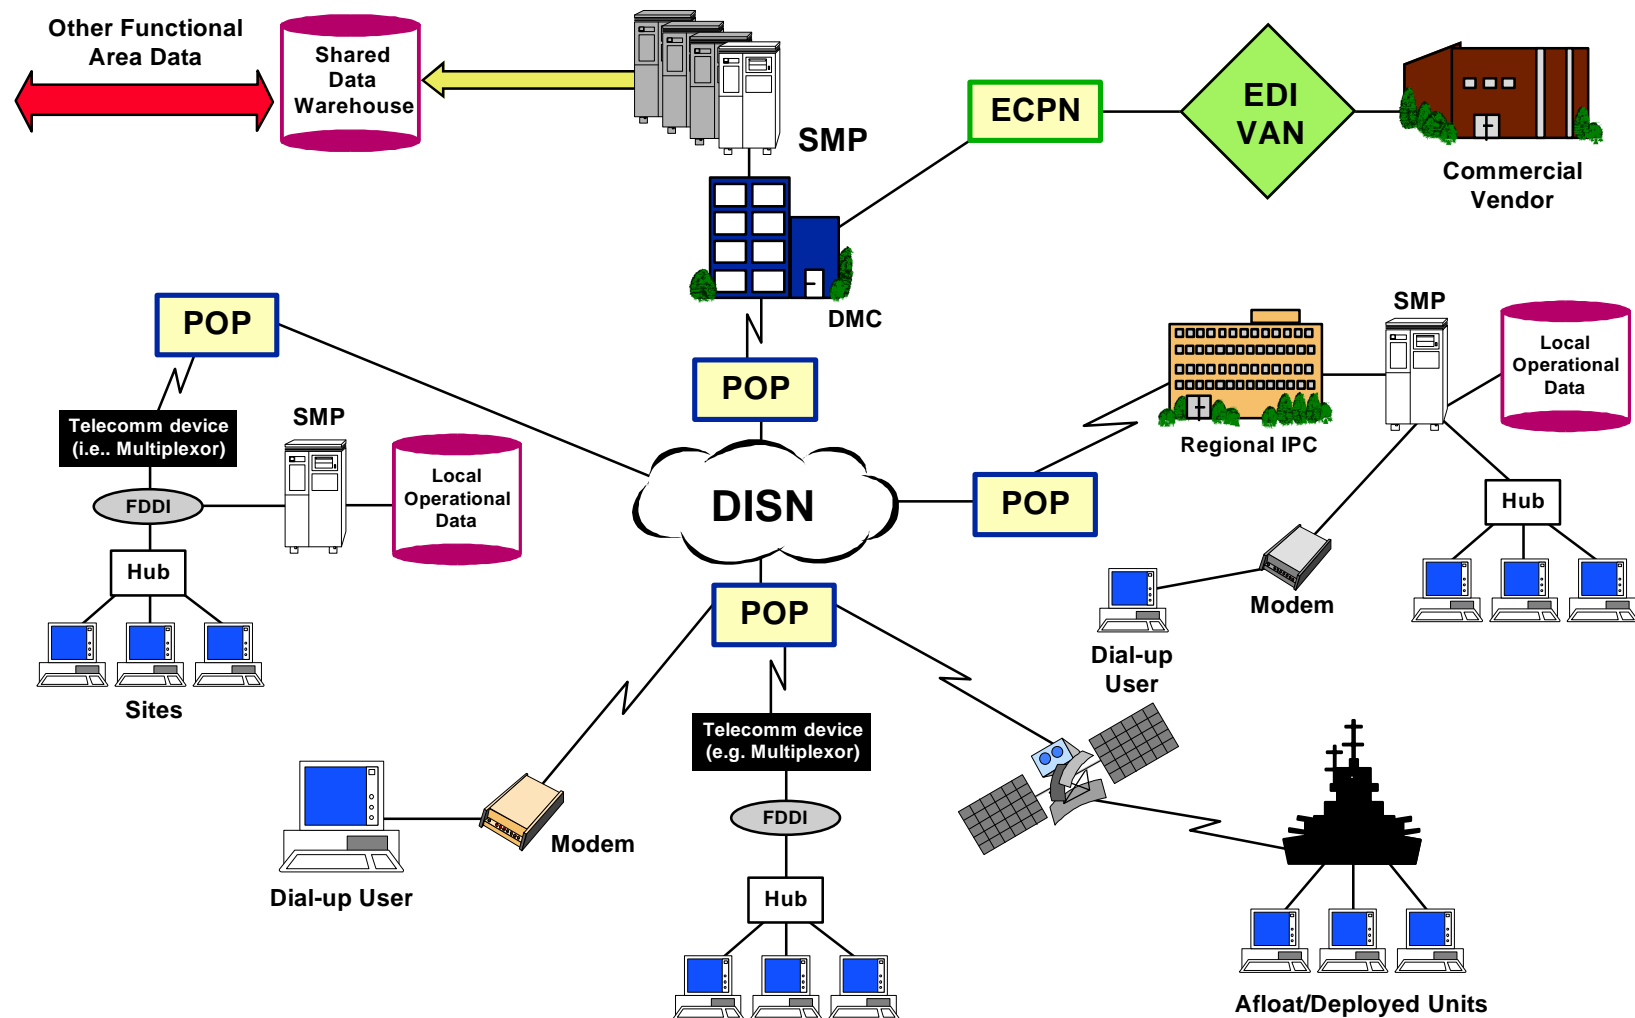 Other Functional
Area Data
Shared
Data
Warehouse
SMP
ECPN
EDI
VAN
Commercial
Vendor
DMC
POP
POP
Telecomm device
(i.e.. Multiplexor)
SMP
FDDI
Local
Operational
Data
Hub
Sites
DISN
POP
Regional IPC
SMP
Local
Operational
Data
Hub
Modem
Dial-up
User
POP
Telecomm device
(e.g. Multiplexor)
FDDI
Hub
Modem
Dial-up User
Afloat/Deployed Units